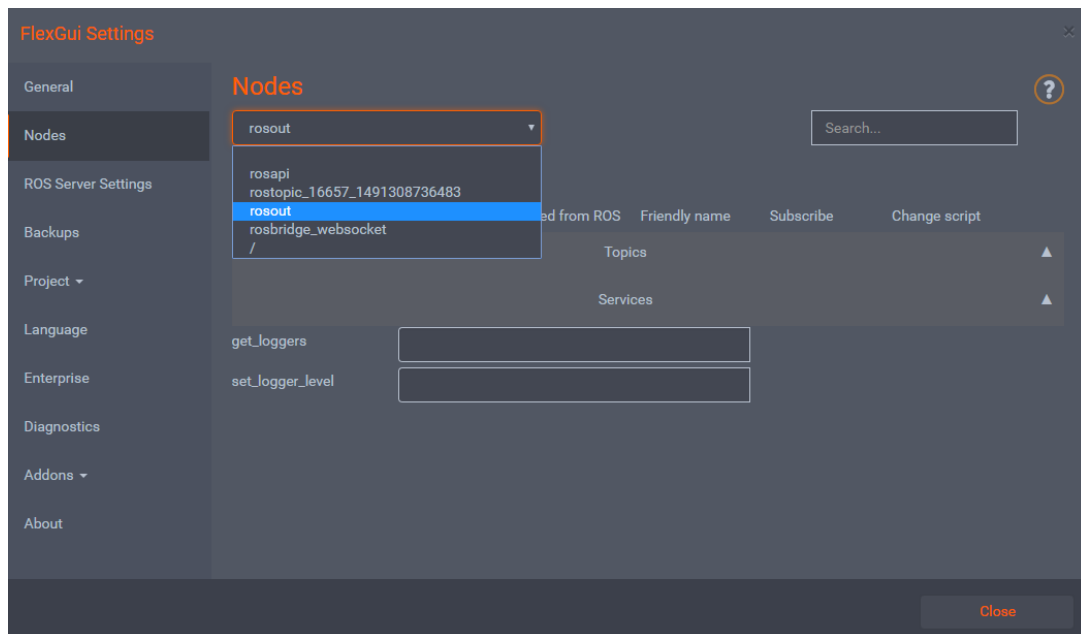 FlexGui Settings
×
General
Nodes
ROS Server Settings
Backups
Project
Language
Enterprise
Diagnostics
Addons
About
Nodes
?
rosout
Search...
rosapi
rostopic_16657_1491308736483
rosout
rosbridge_websocket
/
from ROS Friendly name Subscribe Change script
Topics
Services
get_loggers
set_logger_level
Close